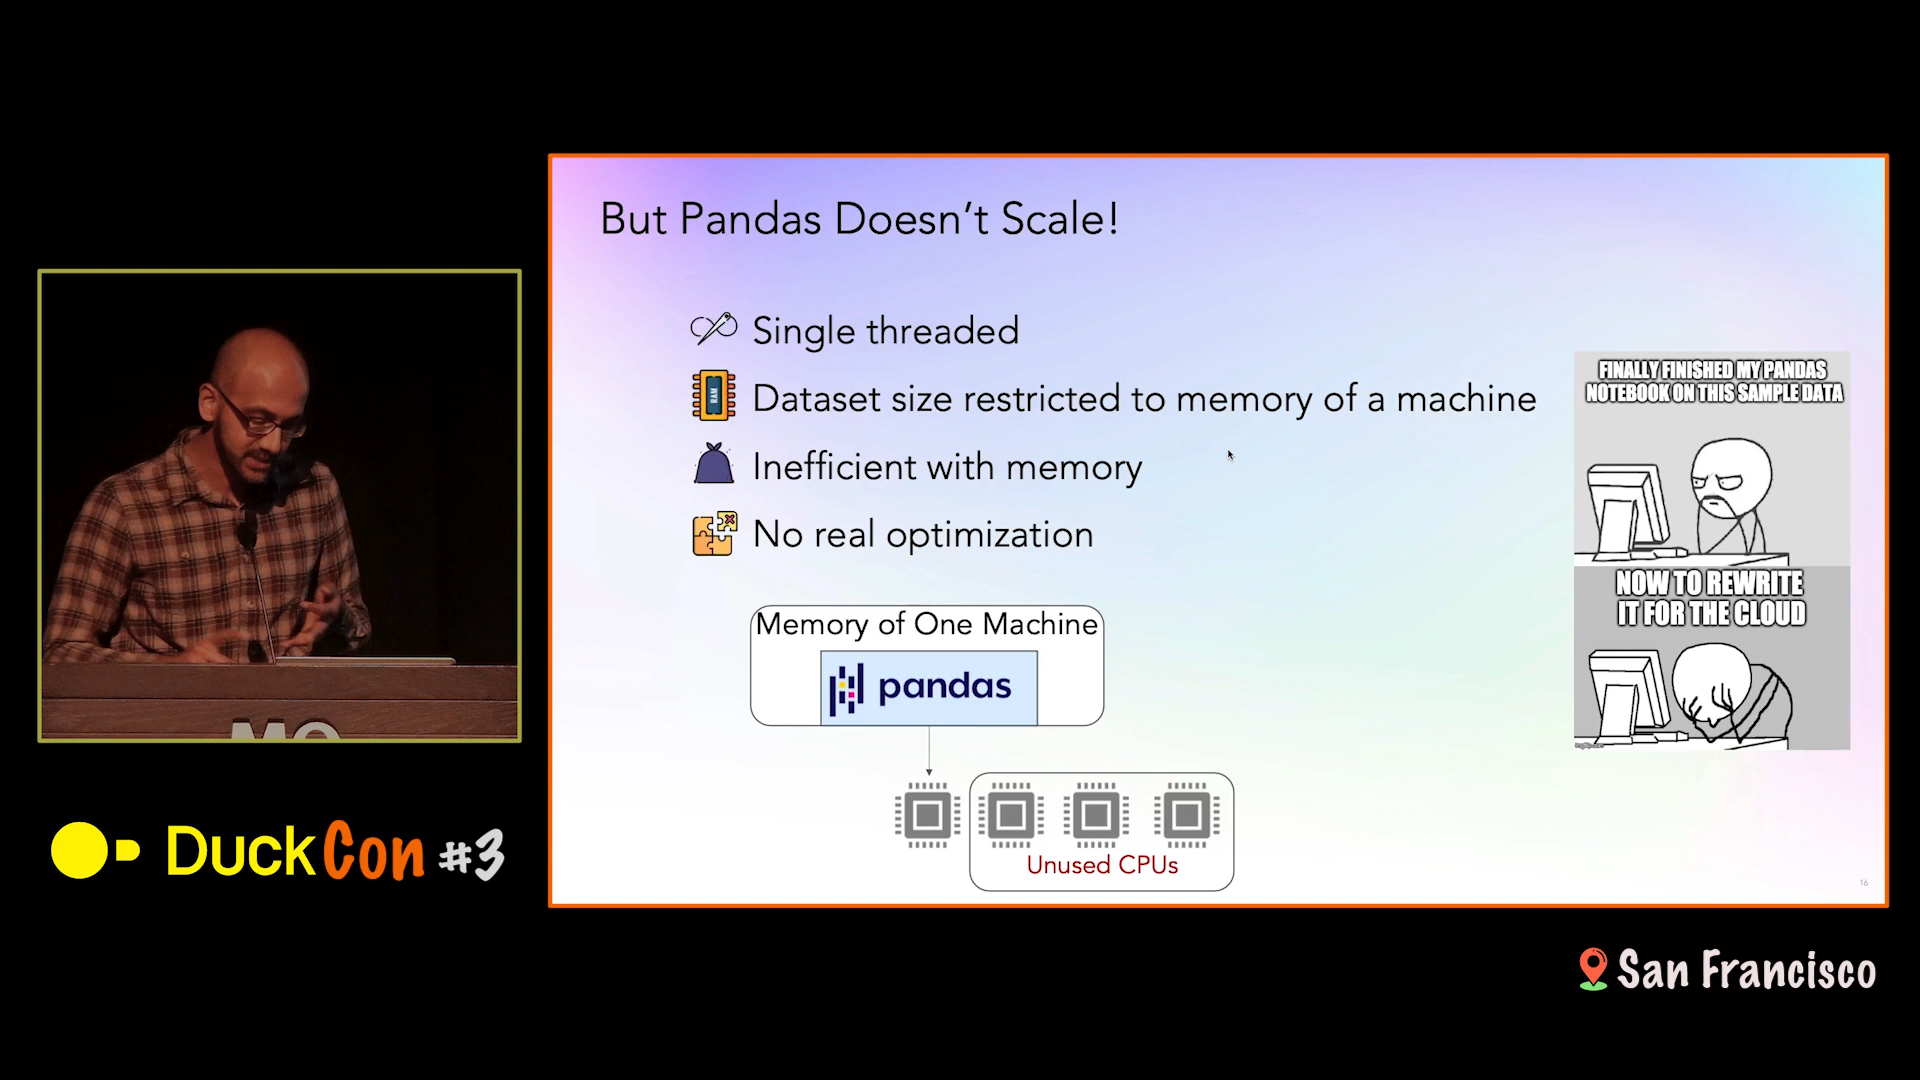 But Pandas Doesn't Scale!
Single threaded
RAM
Dataset size restricted to memory of a machine
Inefficient with memory
No real optimization
Memory of One Machine
pandas
Unused CPUs
FINALLY FINISHED MY PANDAS
NOTEBOOK ON THIS SAMPLE DATA
NOW TO REWRITE
IT FOR THE CLOUD
16
DuckCon #3
San Francisco